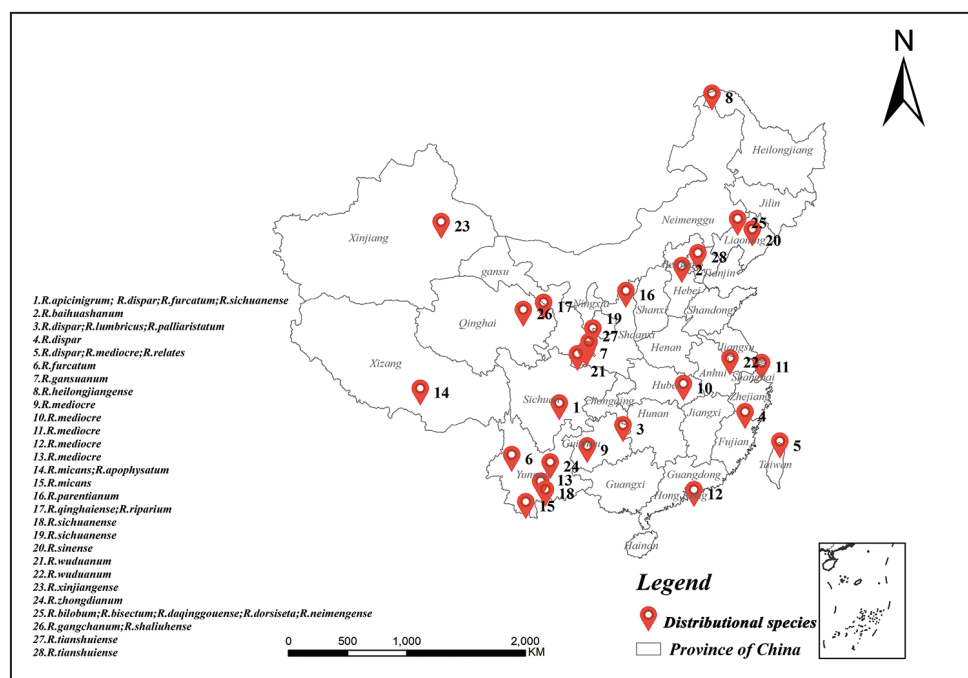 N
8
Heilongjiang
Jilin
Neimenggu
25
20
Liaoning
23
Xinjiang
28
2
Tianjin
Hebei
gansu
16
17
Ningxia
26
Qinghai
Shanxi
Shandong
19
Shaanxi
27
7
21
Henan
Jiangsu
22
11
Anhui
Shanghai
Xizang
14
Hubei
10
Zhejiang
Sichuan
1
Chongqing
Hunan
Jiangxi
4
3
Fujian
5
Taiwan
6
9
24
Yunnan
13
18
15
Guangxi
Guangdong
12
Hainan
1.R.apicinigrum; R.dispar;R.furcatum;R.sichuanense
2.R.baihuashanum
3.R.dispar;R.lumbricus;R.palliaristatum
4.R.dispar
5.R.dispar;R.mediocre;R.relates
6.R.furcatum
7.R.gansuanum
8.R.heilongjiangense
9.R.mediocre
10.R.mediocre
11.R.mediocre
12.R.mediocre
13.R.mediocre
14.R.micans;R.apophysatum
15.R.micans
16.R.parentianum
17.R.qinghaiense;R.riparium
18.R.sichuanense
19.R.sichuanense
20.R.sinense
21.R.wuduanum
22.R.wuduanum
23.R.xinjiangense
24.R.zhongdianum
25.R.bilobum;R.bisectum;R.daqinggouense;R.dorsiseta;R.neimengense
26.R.gangchanum;R.shaliuhense
27.R.tianshuiense
28.R.tianshuiense
0 500 1,000 2,000
KM
Legend
Distributional species
Province of China